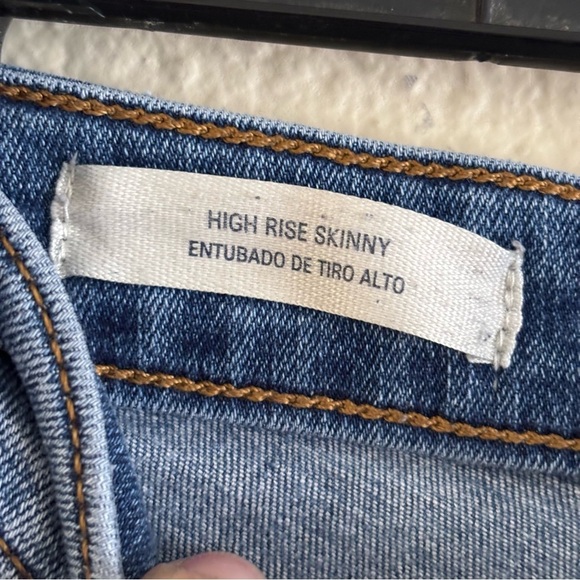 HIGH RISE SKINNY
ENTUBADO DE TIRO ALTO